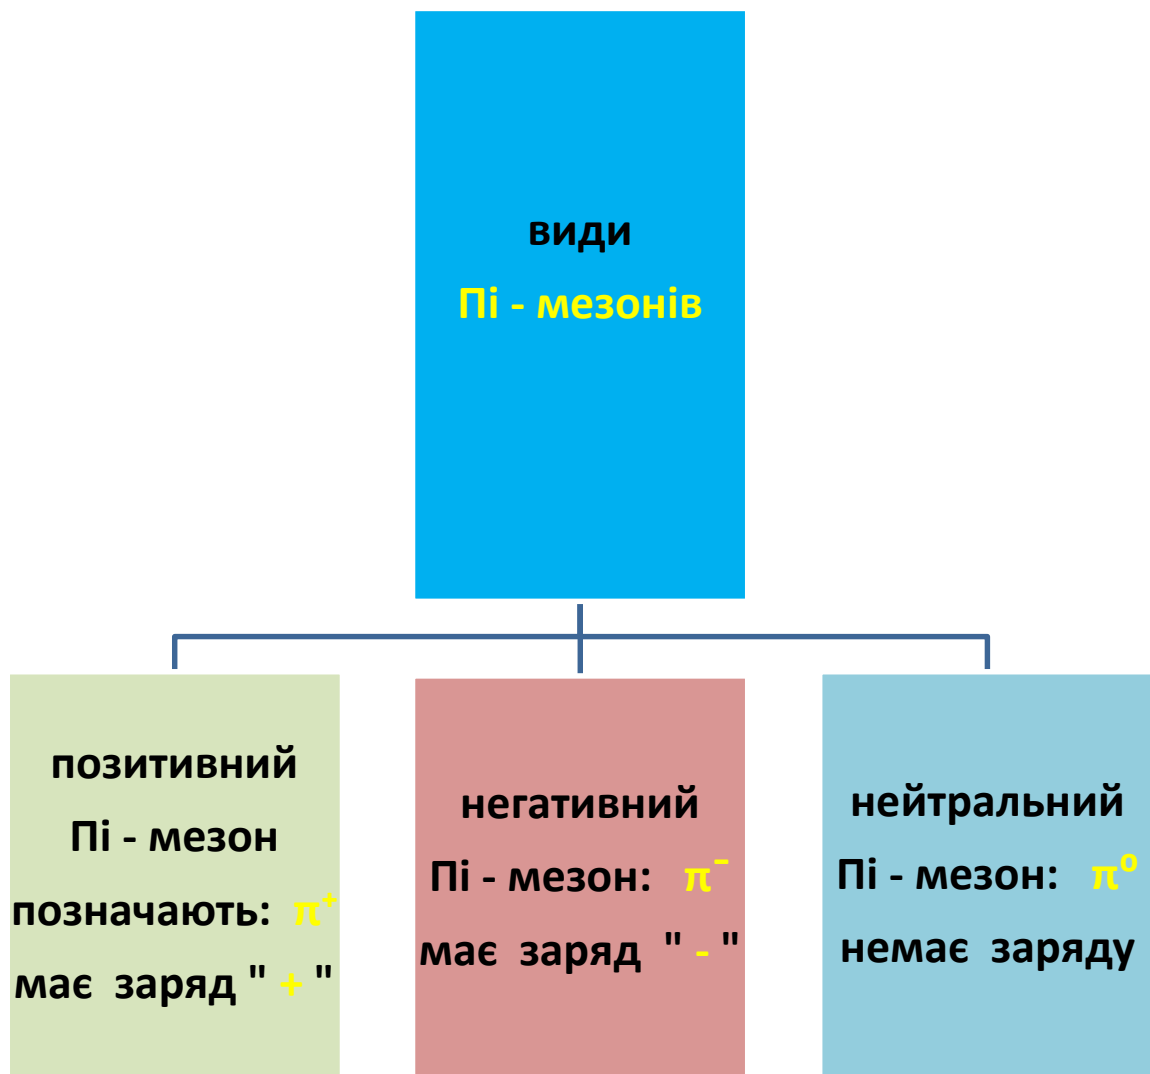 види
Пі - мезонів
позитивний
Пі - мезон
позначають: π⁺
має заряд " + "
негативний
Пі - мезон: π⁻
має заряд " - "
нейтральний
Пі - мезон: π⁰
немає заряду